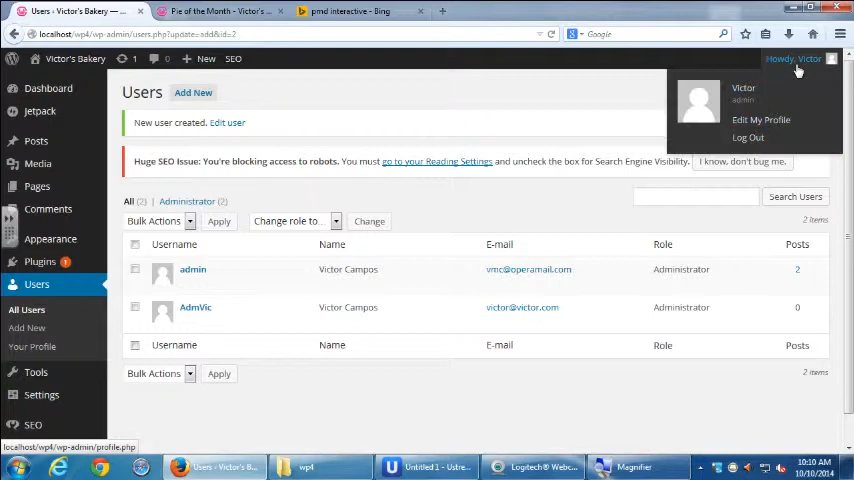 Users ‹ Victor's Bakery — ...
Pie of the Month - Victor's ...
pmd interactive - Bing
localhost/wp4/wp-admin/users.php?update=add&id=2
Google
Victor's Bakery
1
0
New
SEO
Howdy, Victor
Dashboard
Jetpack
Posts
Media
Pages
Comments
Appearance
Plugins 1
Users
All Users
Add New
Your Profile
Tools
Settings
SEO
Users Add New
Victor
admin
Edit My Profile
Log Out
New user created. Edit user
Huge SEO Issue: You're blocking access to robots. You must go to your Reading Settings and uncheck the box for Search Engine Visibility. I know, don't bug me.
All (2) | Administrator (2)
Search Users
Bulk Actions Apply Change role to... Change 2 items
Username Name E-mail Role Posts
admin Victor Campos vmc@operamail.com Administrator 2
AdmVic Victor Campos victor@victor.com Administrator 0
Username Name E-mail Role Posts
Bulk Actions Apply 2 items
localhost/wp4/wp-admin/profile.php
Users ‹ Victor's B...
wp4
Untitled 1 - Ustre...
Logitech® Webc...
Magnifier
10:10 AM
10/10/2014